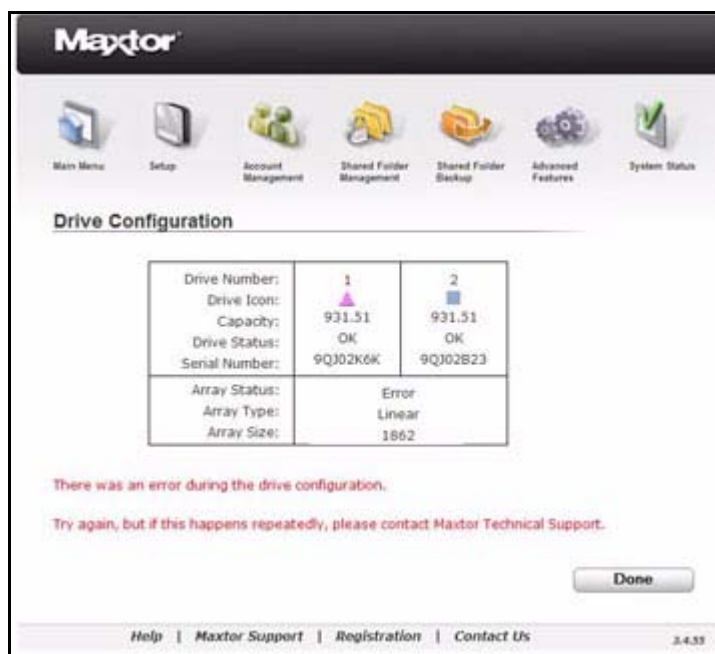 Maxtor
Main Menu
Setup
Account Management
Shared Folder Management
Shared Folder Backup
Advanced Features
System Status
Drive Configuration
Drive Number: 1 2
Drive Icon:
Capacity: 931.51 931.51
Drive Status: OK OK
Serial Number: 9QJ02K6K 9QJ02B23
Array Status: Error
Array Type: Linear
Array Size: 1862
There was an error during the drive configuration.
Try again, but if this happens repeatedly, please contact Maxtor Technical Support.
Done
Help | Maxtor Support | Registration | Contact Us
3.4.55